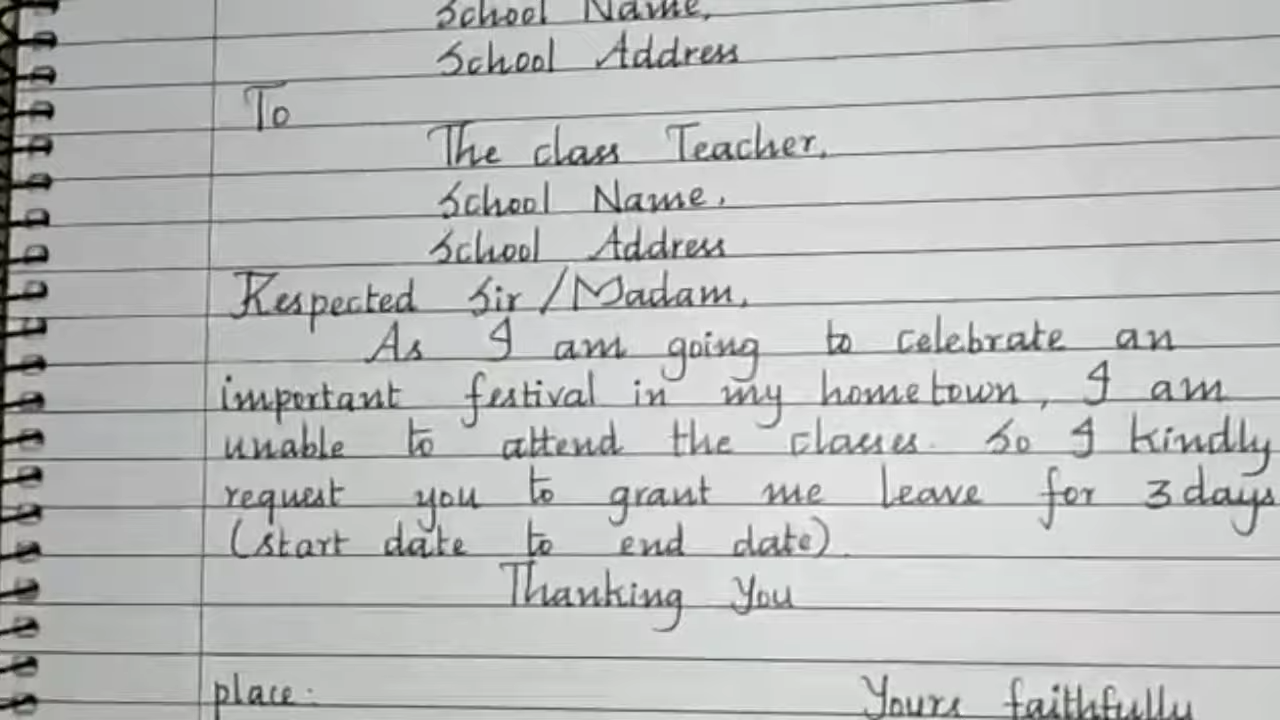 School Name,
School Address
To
The class Teacher,
School Name,
School Address
Respected Sir/Madam,
As I am going to celebrate an
important festival in my hometown, I am
unable to attend the classes. So I kindly
request you to grant me leave for 3 days
(start date to end date).
Thanking You
place:
Yours faithfully